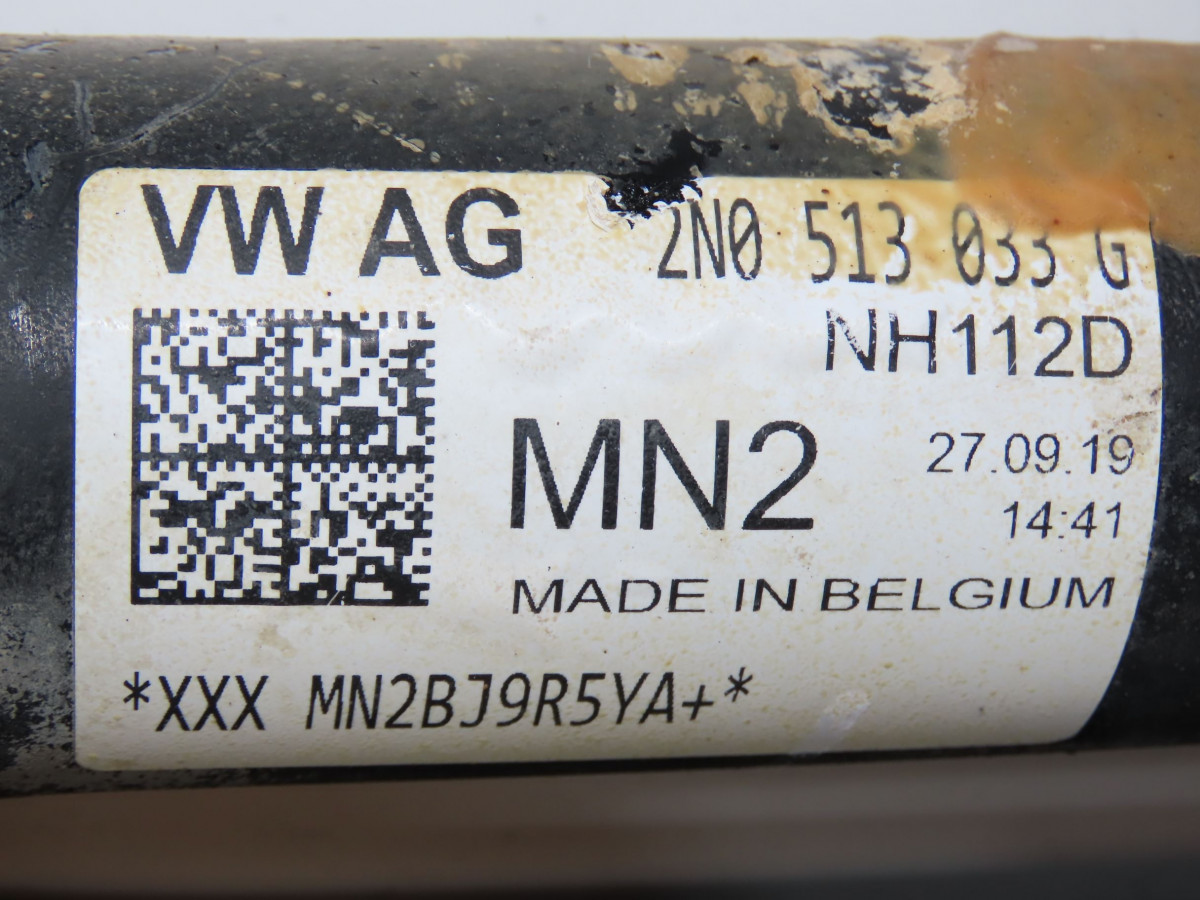 VW AG 2N0 513 033 G
NH112D
MN2 27.09.19
14:41
MADE IN BELGIUM
*XXX MN2BJ9R5YA+*